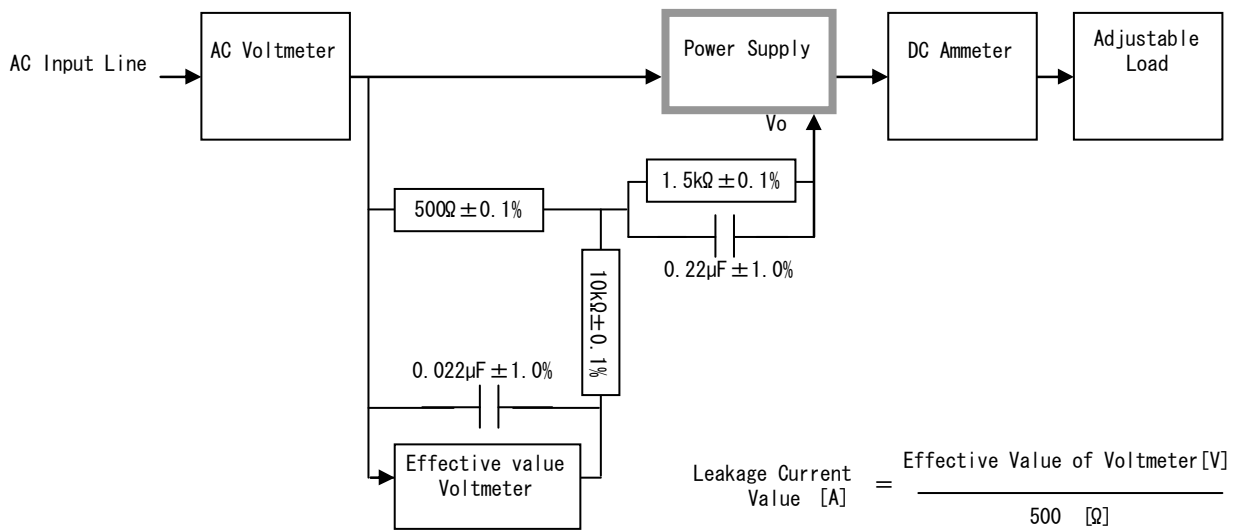 AC Input Line
AC Voltmeter
Power Supply
DC Ammeter
Adjustable
Load
Vo
500Ω±0.1%
1.5kΩ±0.1%
0.22μF±1.0%
10kΩ±0.1%
0.022μF±1.0%
Effective value
Voltmeter
Leakage Current
Value [A]
=
Effective Value of Voltmeter[V]
500 [Ω]